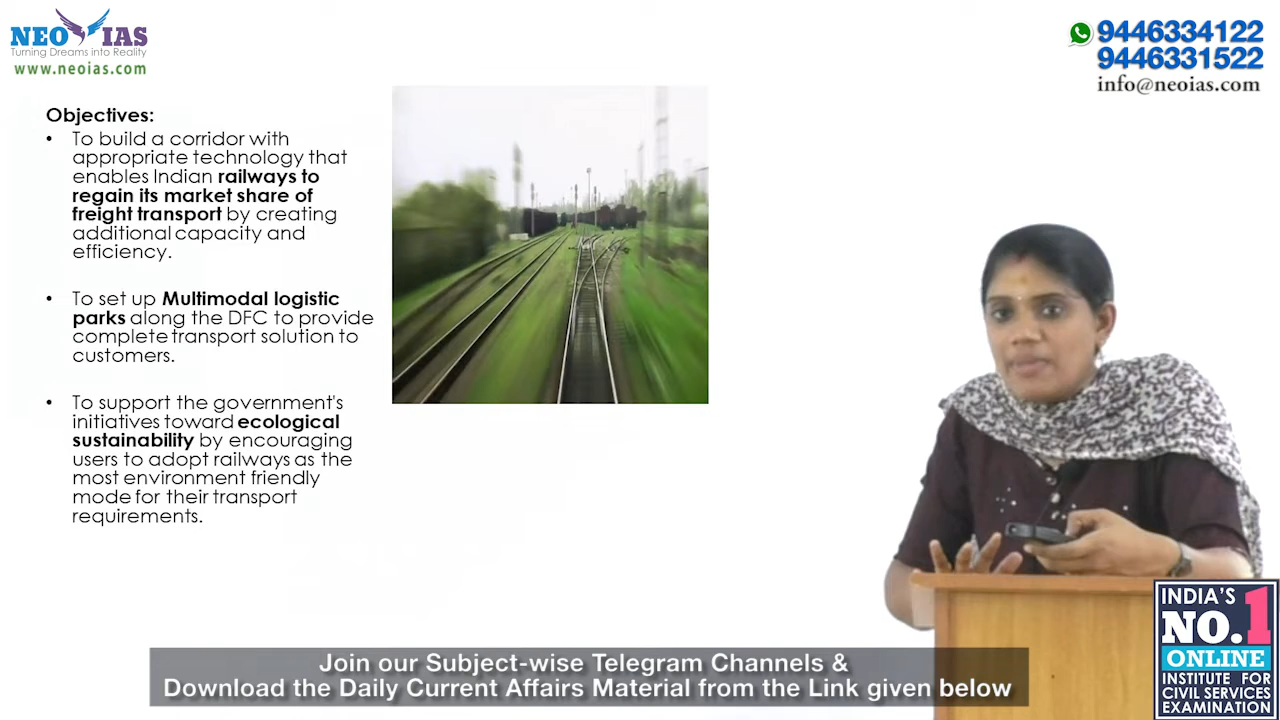 NEO IAS
Turning Dreams into Reality
www.neoias.com
9446334122
9446331522
info@neoias.com
Objectives:
• To build a corridor with
appropriate technology that
enables Indian railways to
regain its market share of
freight transport by creating
additional capacity and
efficiency.
• To set up Multimodal logistic
parks along the DFC to provide
complete transport solution to
customers.
• To support the government's
initiatives toward ecological
sustainability by encouraging
users to adopt railways as the
most environment friendly
mode for their transport
requirements.
INDIA'S
NO.1
ONLINE
INSTITUTE FOR
CIVIL SERVICES
EXAMINATION
Join our Subject-wise Telegram Channels &
Download the Daily Current Affairs Material from the Link given below